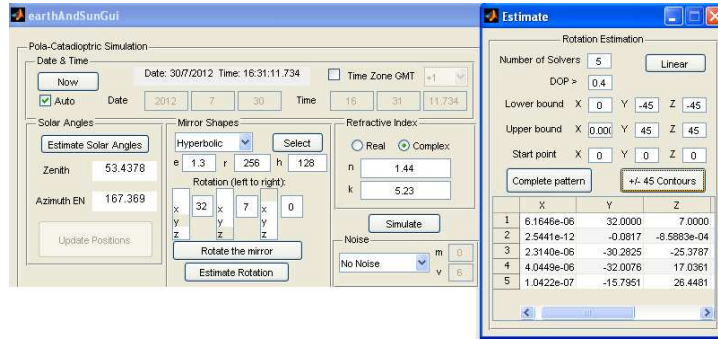 earthAndSunGui
Pola-Catadioptric Simulation
Date & Time
Now
Date: 30/7/2012 Time: 16:31:11.734
Time Zone GMT +1
Auto Date 2012 7 30 Time 16 31 11.734
Solar Angles
Estimate Solar Angles
Zenith 53.4378
Azimuth EN 167.369
Update Positions
Mirror Shapes
Hyperbolic Select
e 1.3 r 256 h 128
Rotation (left to right):
x y z 32 x y z 7 x y z 0
Rotate the mirror
Estimate Rotation
Refractive Index
Real Complex
n 1.44
k 5.23
Simulate
Noise
No Noise m 0
v 6
Estimate
Rotation Estimation
Number of Solvers 5 Linear
DOP > 0.4
Lower bound X 0 Y -45 Z -45
Upper bound X 0.00( Y 45 Z 45
Start point X 0 Y 0 Z 0
Complete pattern +/- 45 Contours
X Y Z
1 6.1646e-06 32.0000 7.0000
2 2.5441e-12 -0.0817 -8.5883e-04
3 2.3140e-06 -30.2825 -25.3787
4 4.0449e-06 -32.0076 17.0361
5 1.0422e-07 -15.7951 26.4481